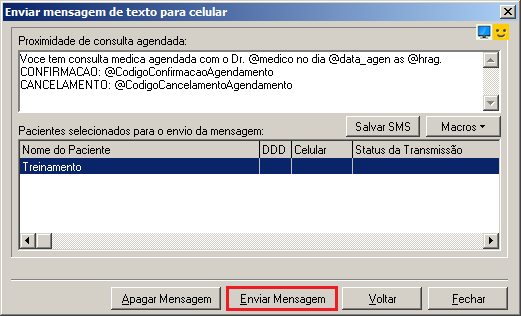 Enviar mensagem de texto para celular
Proximidade de consulta agendada:
Voce tem consulta medica agendada com o Dr. @medico no dia @data_agen as @hrag.
CONFIRMACAO: @CodigoConfirmacaoAgendamento
CANCELAMENTO: @CodigoCancelamentoAgendamento
Pacientes selecionados para o envio da mensagem:
Salvar SMS Macros
Nome do Paciente DDD Celular Status da Transmissão
Treinamento
Apagar Mensagem Enviar Mensagem Voltar Fechar